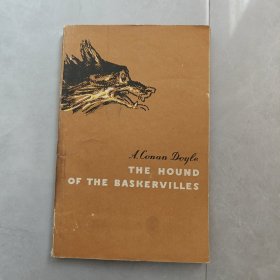 A. Conan Doyle
THE HOUND
OF THE BASKERVILLES